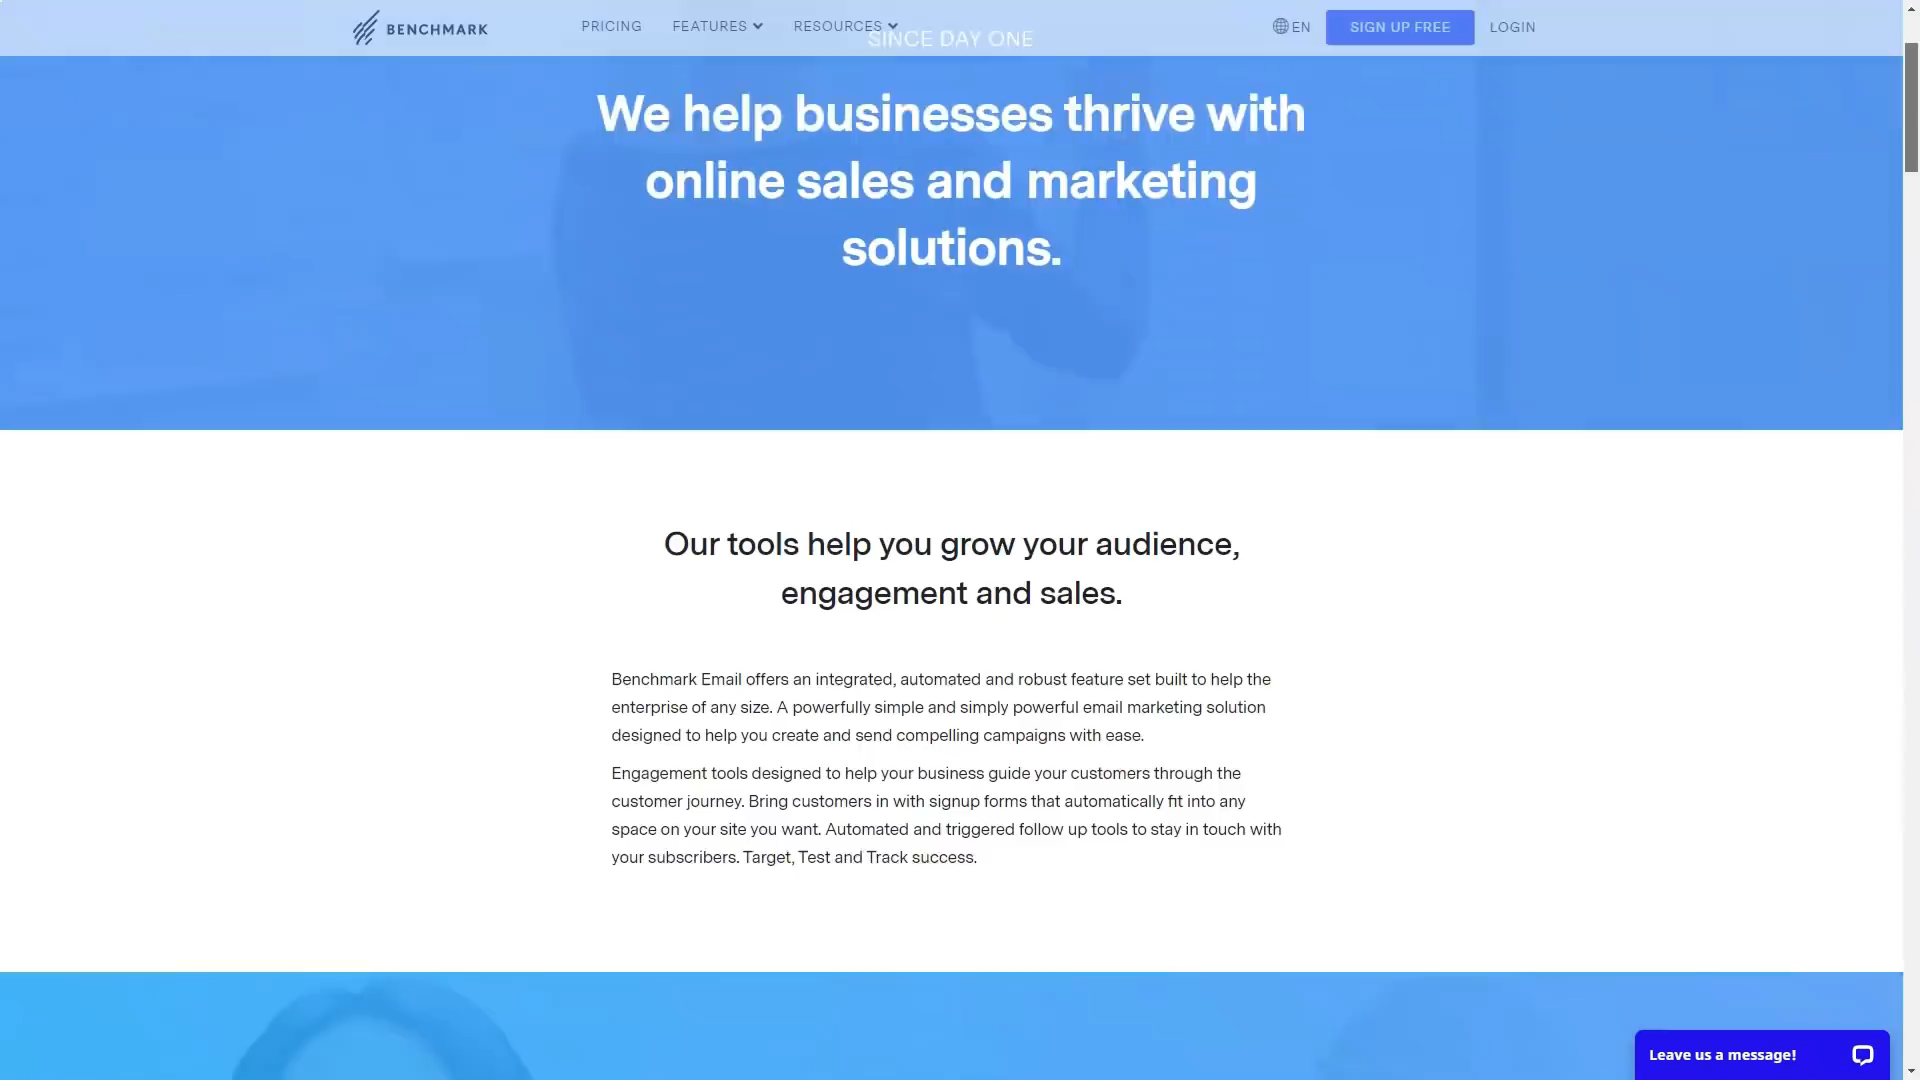 BENCHMARK
PRICING
FEATURES
RESOURCES
EN
SIGN UP FREE
LOGIN
SINCE DAY ONE
We help businesses thrive with
online sales and marketing
solutions.
Our tools help you grow your audience,
engagement and sales.
Benchmark Email offers an integrated, automated and robust feature set built to help the
enterprise of any size. A powerfully simple and simply powerful email marketing solution
designed to help you create and send compelling campaigns with ease.
Engagement tools designed to help your business guide your customers through the
customer journey. Bring customers in with signup forms that automatically fit into any
space on your site you want. Automated and triggered follow up tools to stay in touch with
your subscribers. Target, Test and Track success.
Leave us a message!